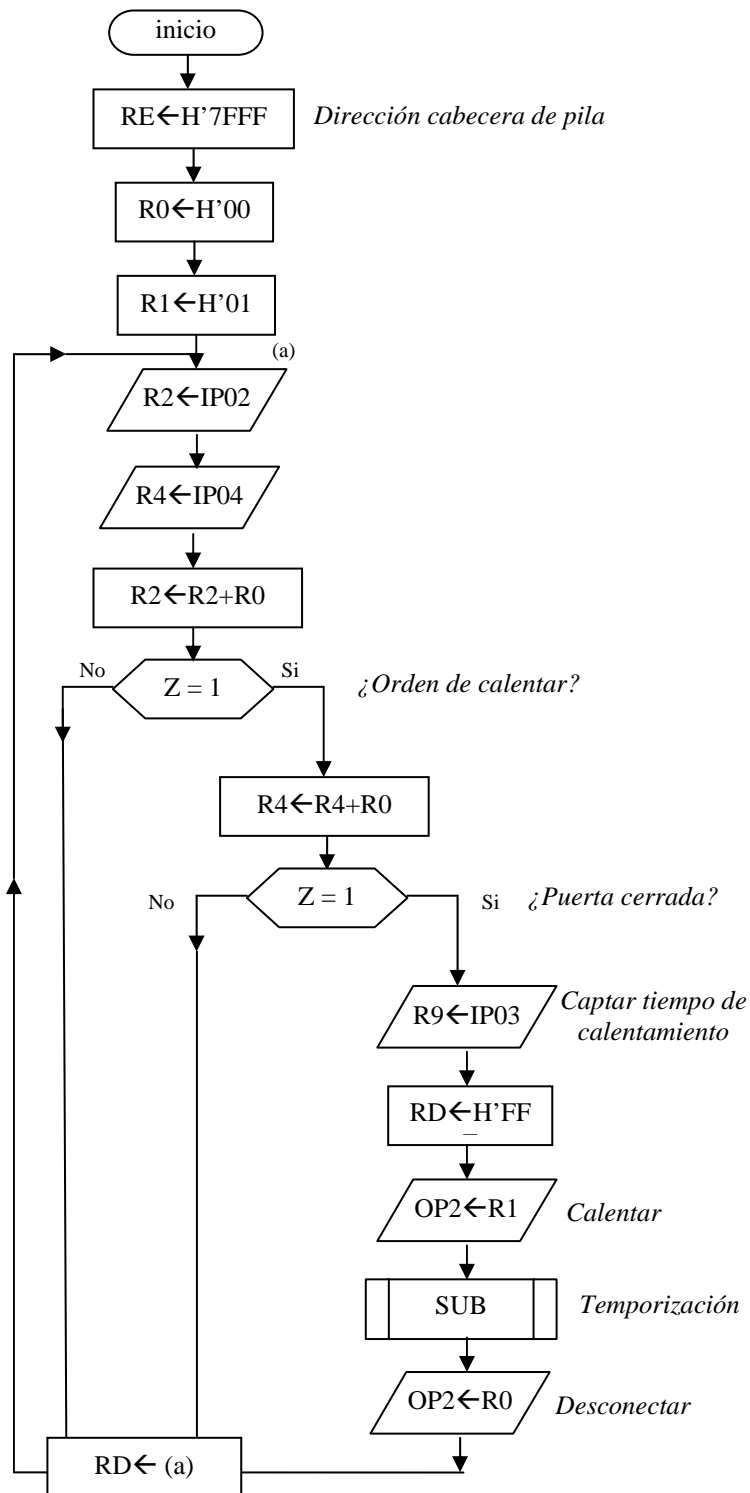 inicio
RE←H’7FFF
Dirección cabecera de pila
R0←H’00
R1←H’01
(a)
R2←IP02
R4←IP04
R2←R2+R0
No
Z = 1
Si
¿Orden de calentar?
R4←R4+R0
No
Z = 1
Si
¿Puerta cerrada?
R9←IP03
Captar tiempo de
calentamiento
RD←H’FF
OP2←R1
Calentar
SUB
Temporización
OP2←R0
Desconectar
RD← (a)